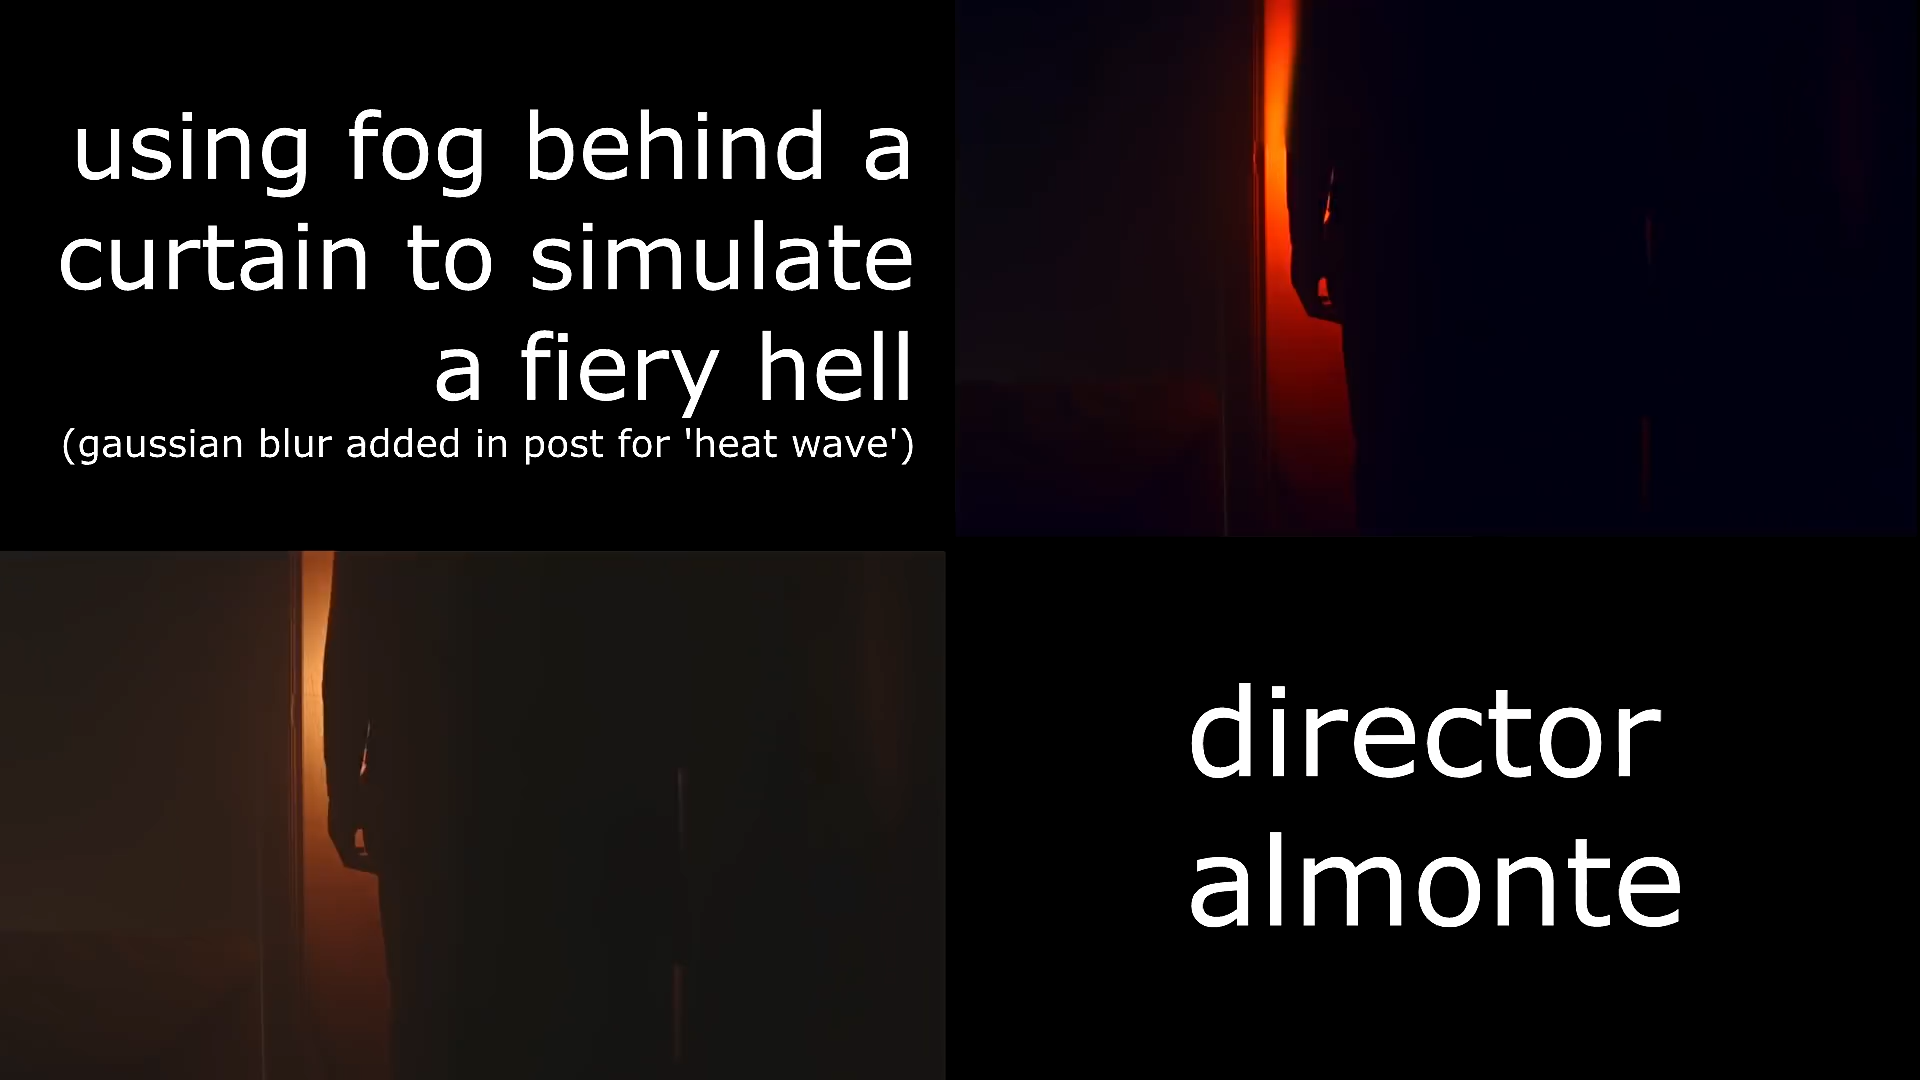 using fog behind a
curtain to simulate
a fiery hell
(gaussian blur added in post for 'heat wave')
director
almonte